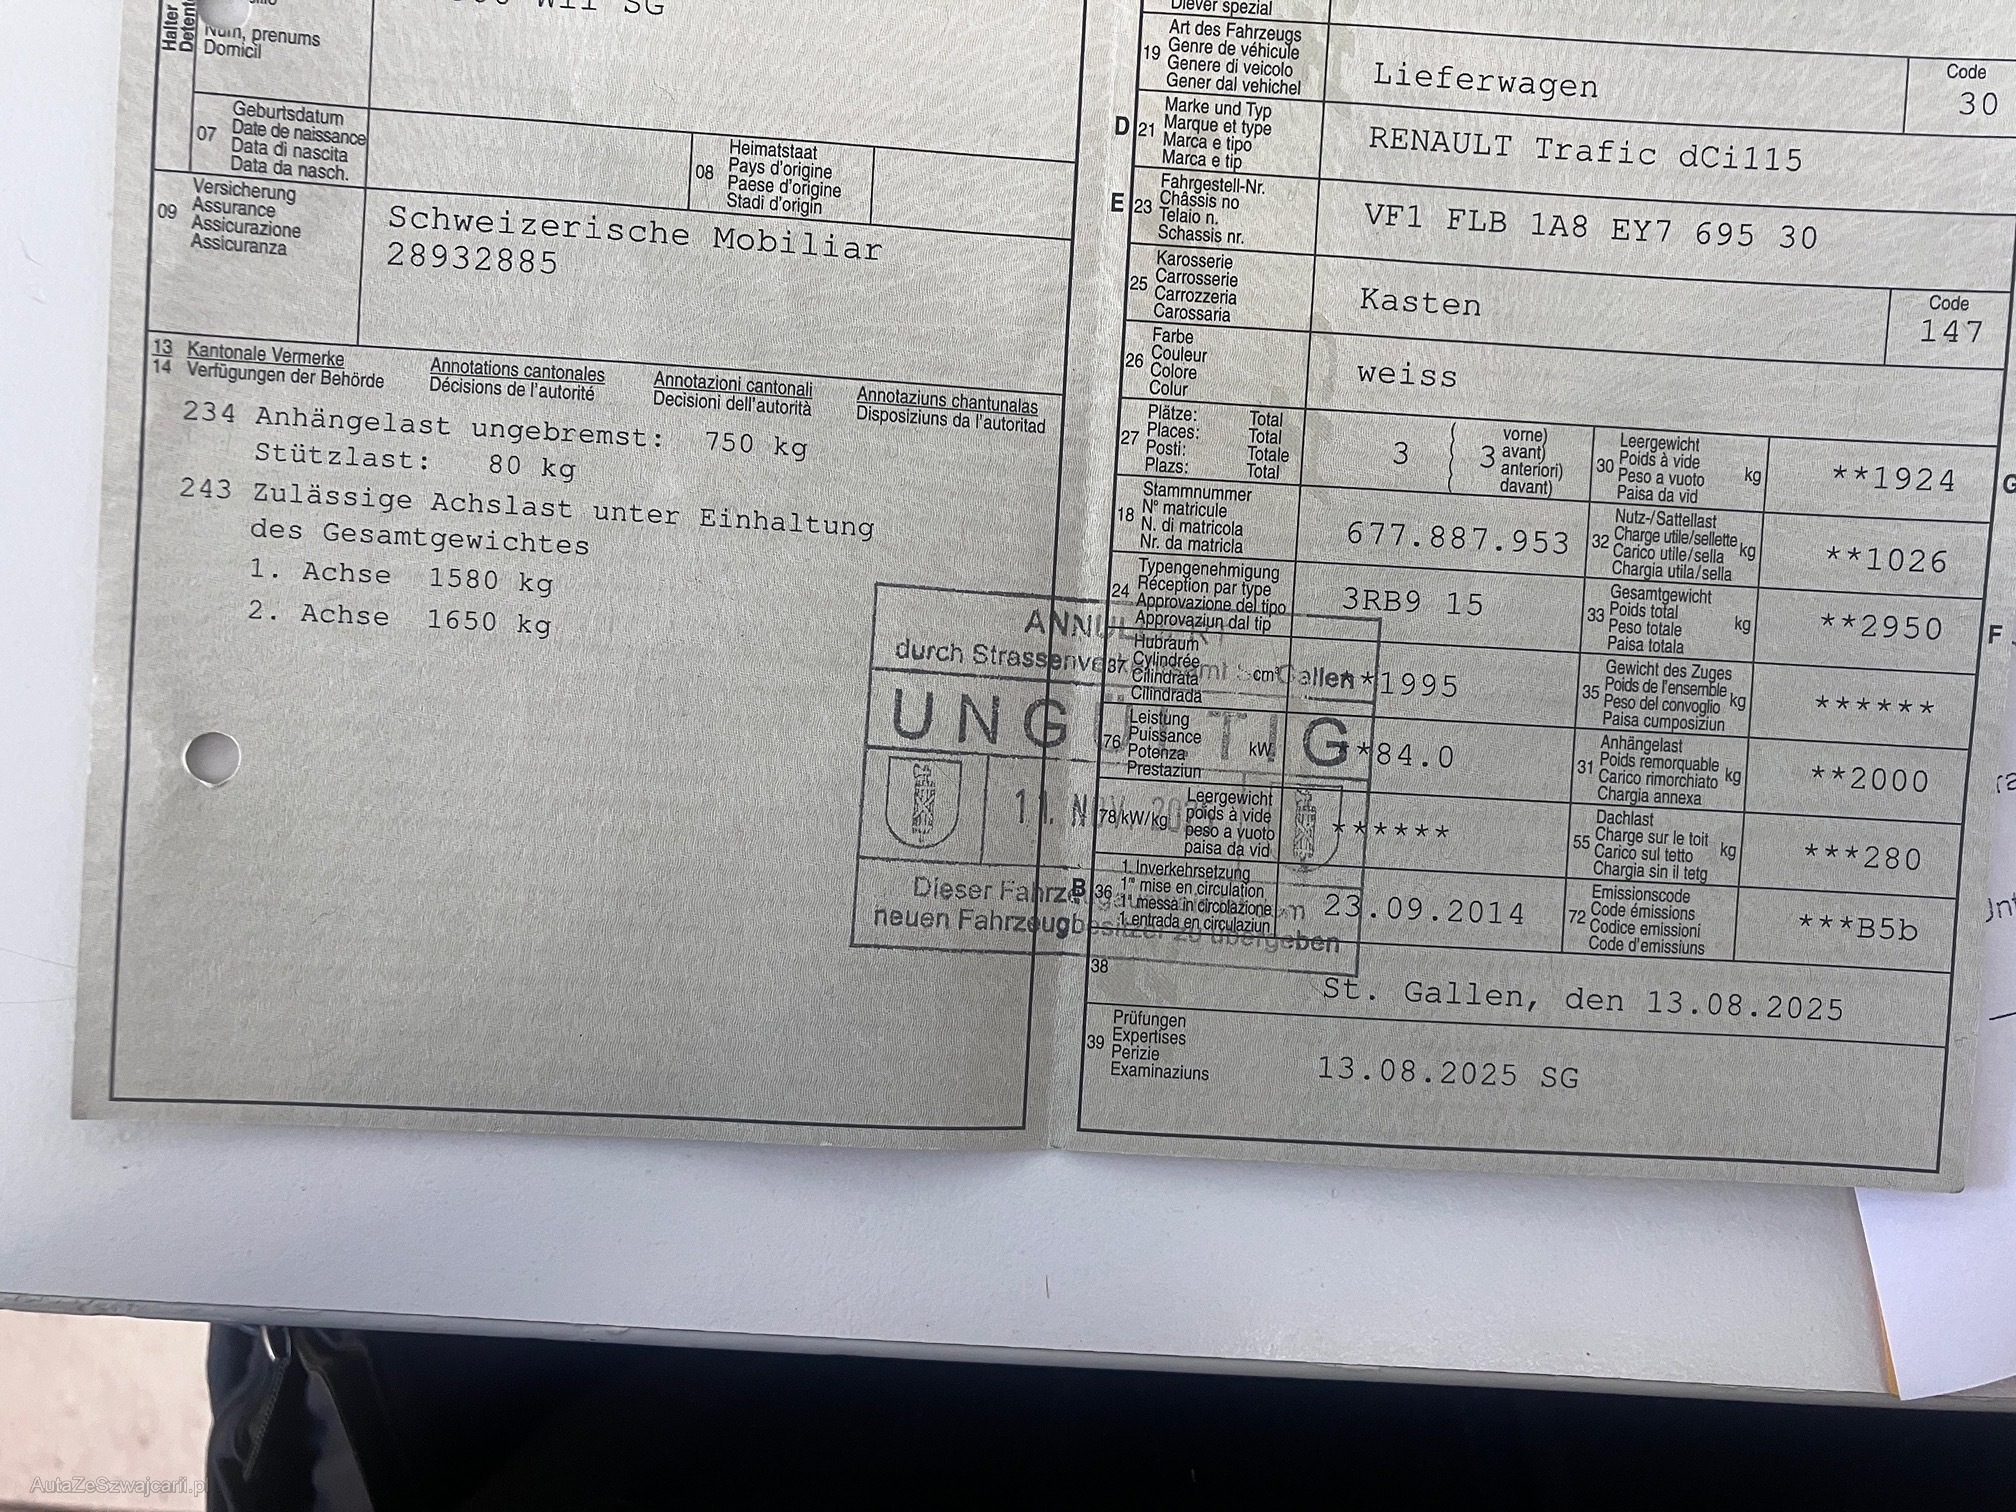 SG
Halter
Num, prenums
Domicil
07 Geburtsdatum
Date de naissance
Data di nascita
Data da nasch.
08 Heimatstaat
Pays d'origine
Paese d'origine
Stadi d'origin
09 Versicherung
Assurance
Assicurazione
Assicuranza
Schweizerische Mobiliar
28932885
13 Kantonale Vermerke Annotations cantonales Annotazioni cantonali Annotaziuns chantunalas
14 Verfügungen der Behörde Décisions de l'autorité Decisioni dell'autorità Disposiziuns da l'autoritad
234 Anhängelast ungebremst: 750 kg
Stützlast: 80 kg
243 Zulässige Achslast unter Einhaltung
des Gesamtgewichtes
1. Achse 1580 kg
2. Achse 1650 kg
durch
UNGÜLTIG
Dieser
neuen zu übergeben
Diever spezial
19 Art des Fahrzeugs
Genre de véhicule
Genere di veicolo
Gener dal vehichel
Lieferwagen
Code
30
D 21 Marke und Typ
Marque et type
Marca e tipo
Marca e tip
RENAULT Trafic dCi115
E 23 Fahrgestell-Nr.
Châssis no
Telaio n.
Schassis nr.
VF1 FLB 1A8 EY7 695 30
25 Karosserie
Carrosserie
Carrozzeria
Carossaria
Kasten
Code
147
26 Farbe
Couleur
Colore
Colur
weiss
27 Plätze: Total
Places: Total
Posti: Totale
Plazs: Total
3 { 3 vorne)
avant)
anteriori)
davant)
30 Leergewicht
Poids à vide kg
Peso a vuoto
Paisa da vid
**1924
G
18 Stammnummer
N° matricule
N. di matricola
Nr. da matricla
677.887.953
32 Nutz-/Sattellast
Charge utile/sellette
Carico utile/sella kg
Chargia utila/sella
**1026
24 Typengenehmigung
Réception par type
Approvazione del tipo
Approvaziun dal tip
3RB9 15
33 Gesamtgewicht
Poids total kg
Peso totale
Paisa totala
**2950
F
37 Hubraum
Cylindrée cm³
Cilindrata
Cilindrada
**1995
35 Gewicht des Zuges
Poids de l'ensemble
Peso del convoglio kg
Paisa cumposiziun
******
76 Leistung
Puissance kW
Potenza
Prestaziun
*84.0
31 Anhängelast
Poids remorquable kg
Carico rimorchiato
Chargia annexa
**2000
78 kW/kg Leergewicht
poids à vide
peso a vuoto
paisa da vid
******
55 Dachlast
Charge sur le toit kg
Carico sul tetto
Chargia sin il tetg
***280
B 36 1. Inverkehrsetzung
1re mise en circulation
1a messa in circolazione
1. entrada en circulaziun
23.09.2014
72 Emissionscode
Code émissions
Codice emissioni
Code d'emissiuns
***B5b
38
St. Gallen, den 13.08.2025
39 Prüfungen
Expertises
Perizie
Examinaziuns
13.08.2025 SG
AutaZeSzwajcarii.pl